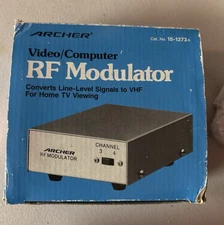 ARCHER®
Cat. No. 15-1273A
Video/Computer
RF Modulator
Converts Line-Level Signals to VHF
For Home TV Viewing
CHANNEL
3 4
ARCHER
RF MODULATOR